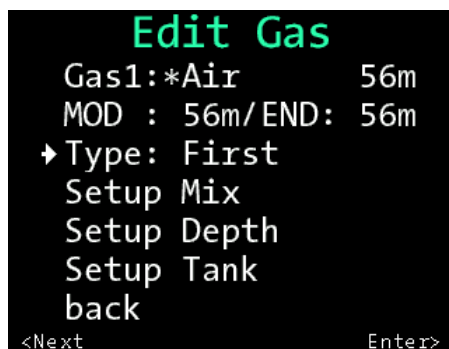 Edit Gas
Gas1:*Air 56m
MOD : 56m/END: 56m
Type: First
Setup Mix
Setup Depth
Setup Tank
back
<Next Enter>